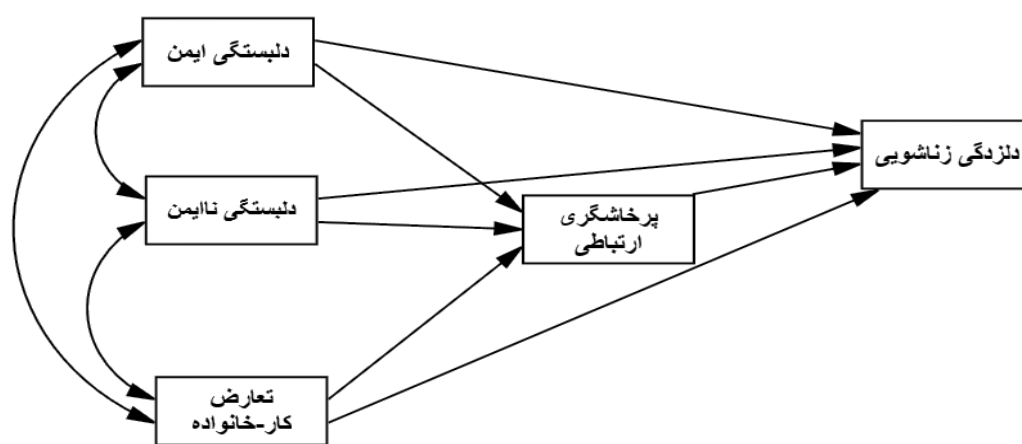 دلبستگی ایمن
دلزدگی زناشویی
دلبستگی ناایمن
پرخاشگری
ارتباطی
تعارض
کار-خانواده